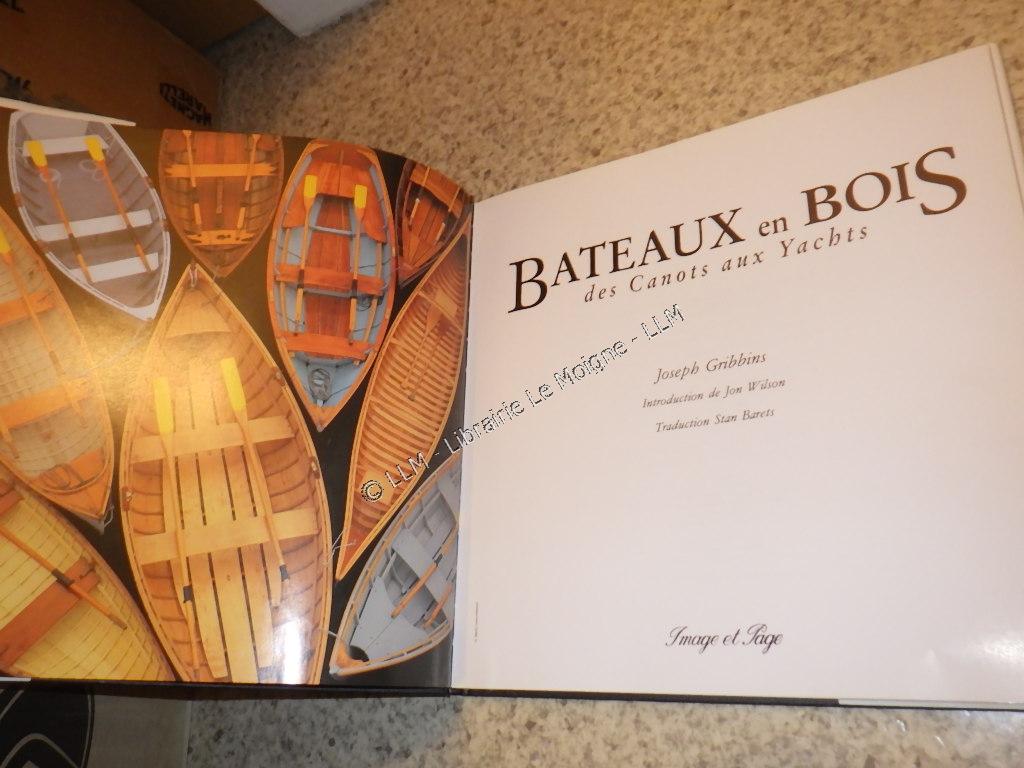 BATEAUX en BOIS
des Canots aux Yachts
Joseph Gribbins
Introduction de Jon Wilson
Traduction Stan Barets
Image et Page
© LLM - Librairie Le Moigne - LLM